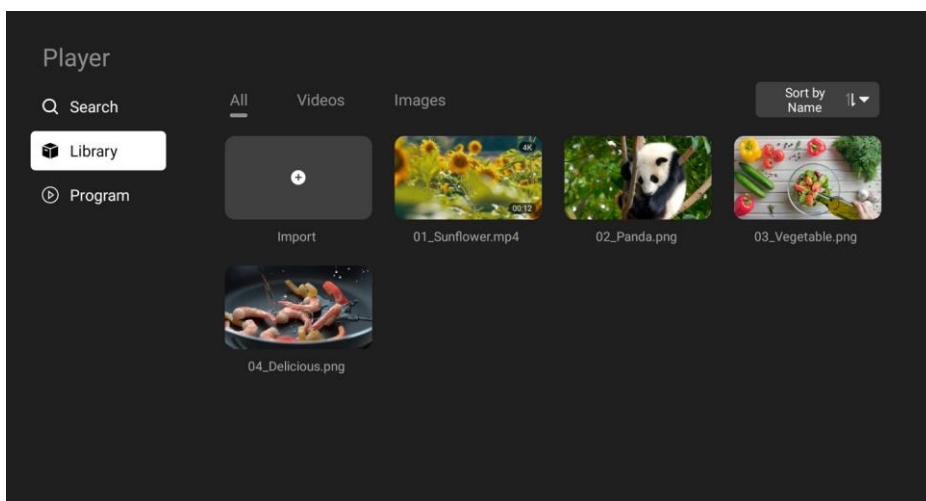 Player
Search
Library
Program
All Videos Images
Sort by
Name
4K
00:12
Import
01_Sunflower.mp4
02_Panda.png
03_Vegetable.png
04_Delicious.png